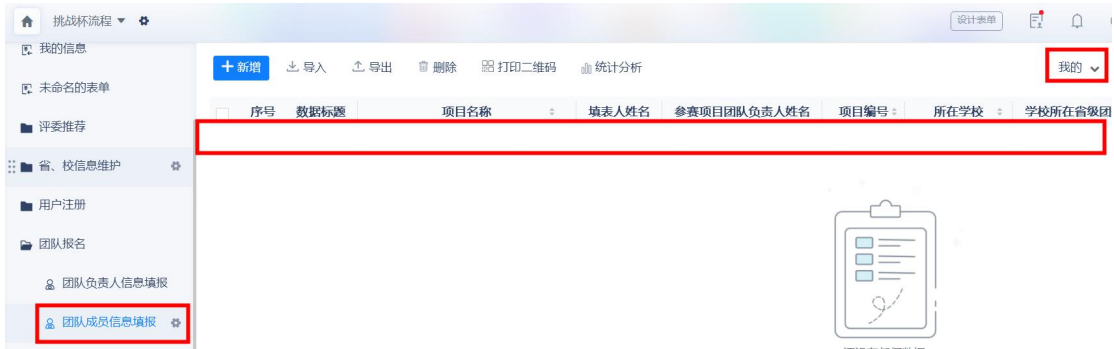 挑战杯流程
设计表单
我的信息
未命名的表单
评委推荐
省、校信息维护
用户注册
团队报名
团队负责人信息填报
团队成员信息填报
新增 导入 导出 删除 打印二维码 统计分析 我的
序号 数据标题 项目名称 填表人姓名 参赛项目团队负责人姓名 项目编号 所在学校 学校所在省级团